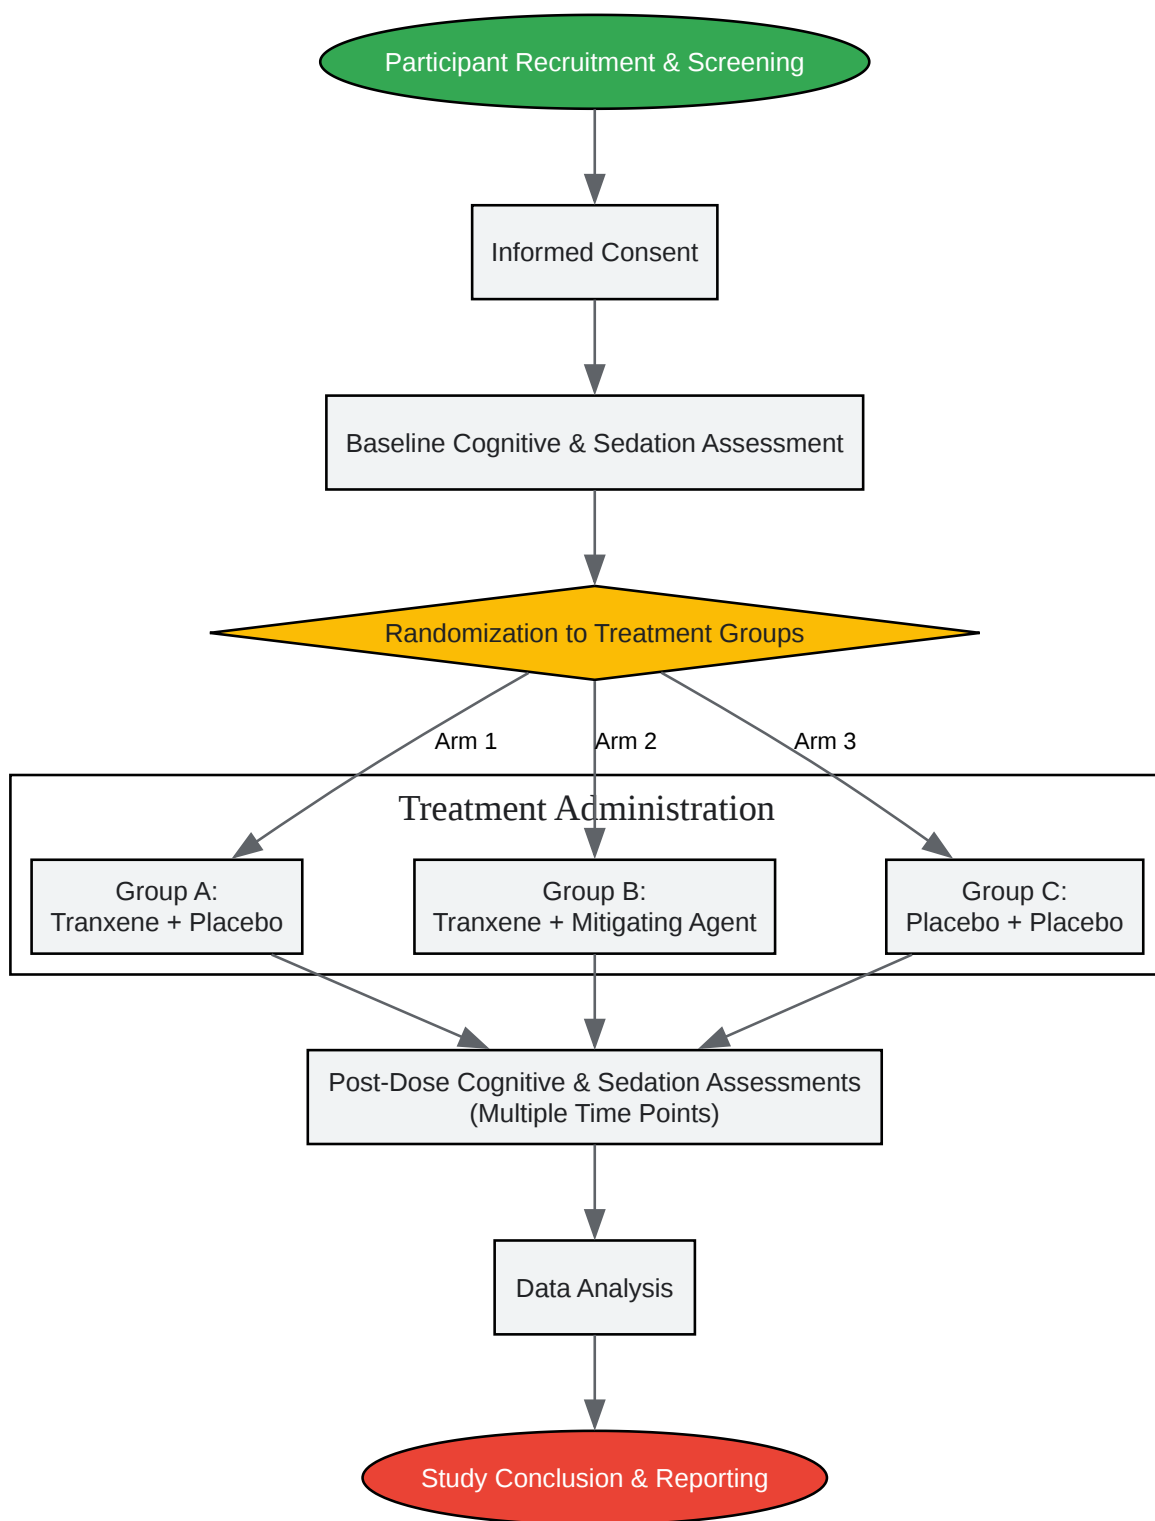 Participant Recruitment & Screening
Informed Consent
Baseline Cognitive & Sedation Assessment
Randomization to Treatment Groups
Arm 1
Arm 2
Arm 3
Treatment Administration
Group A:
Tranxene + Placebo
Group B:
Tranxene + Mitigating Agent
Group C:
Placebo + Placebo
Post-Dose Cognitive & Sedation Assessments
(Multiple Time Points)
Data Analysis
Study Conclusion & Reporting